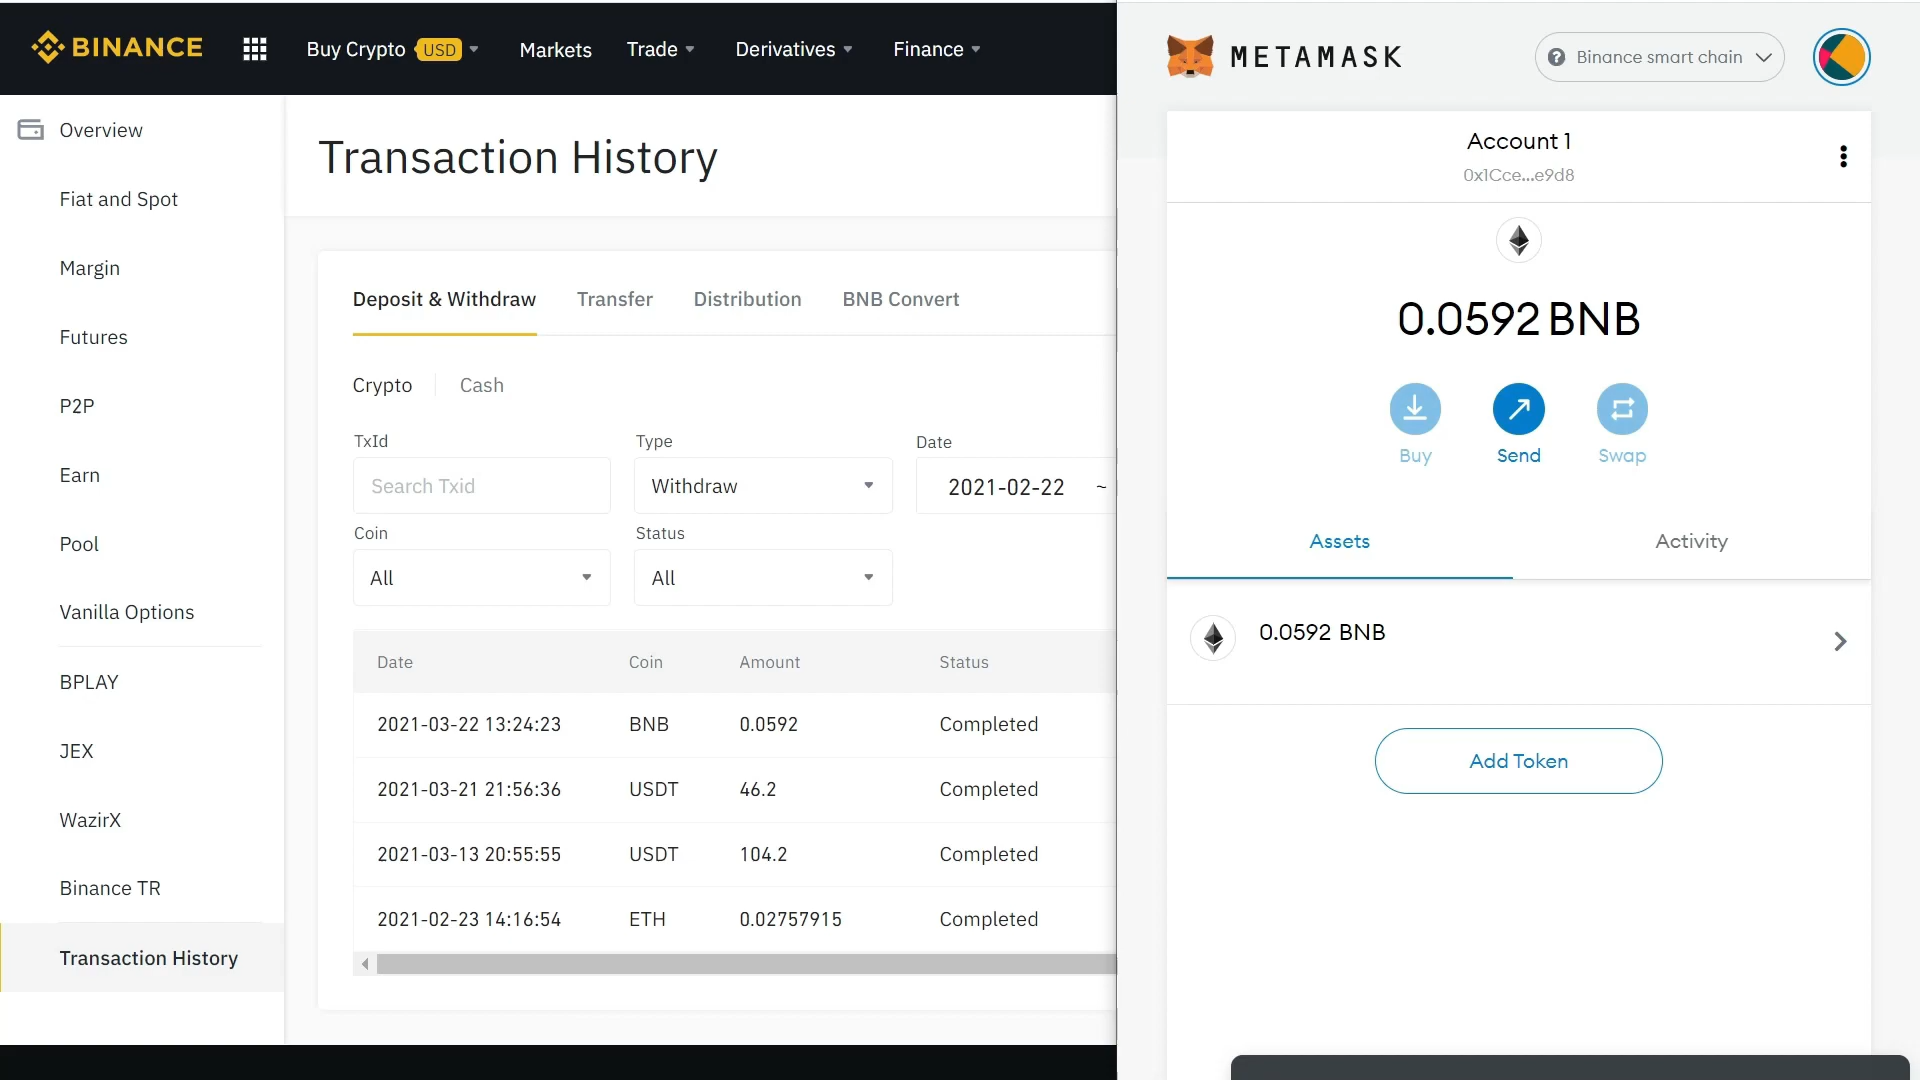 BINANCE
Buy Crypto USD
Markets
Trade
Derivatives
Finance
Overview
Fiat and Spot
Margin
Futures
P2P
Earn
Pool
Vanilla Options
BPLAY
JEX
WazirX
Binance TR
Transaction History
Transaction History
Deposit & Withdraw Transfer Distribution BNB Convert
Crypto Cash
TxId Type Date
Search Txid Withdraw 2021-02-22 ~
Coin Status
All All
Date Coin Amount Status
2021-03-22 13:24:23 BNB 0.0592 Completed
2021-03-21 21:56:36 USDT 46.2 Completed
2021-03-13 20:55:55 USDT 104.2 Completed
2021-02-23 14:16:54 ETH 0.02757915 Completed
METAMASK
? Binance smart chain
Account 1
0x1Cce...e9d8
0.0592 BNB
Buy Send Swap
Assets Activity
0.0592 BNB
Add Token